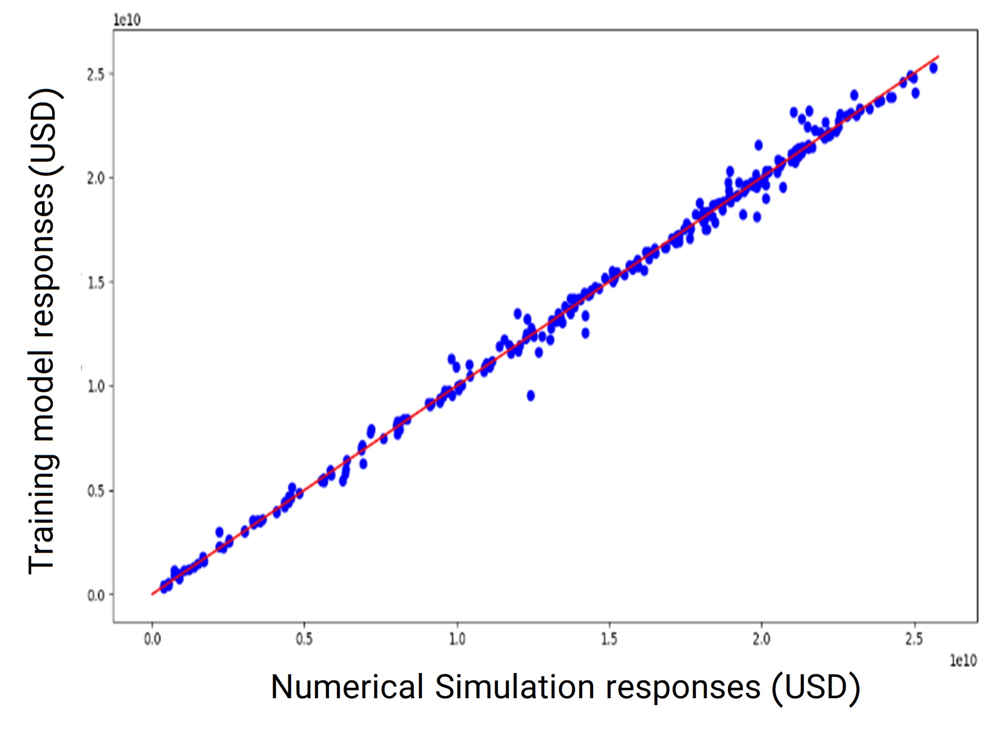 1e10
Training model responses (USD)
2.5
2.0
1.5
1.0
0.5
0.0
0.0 0.5 1.0 1.5 2.0 2.5
1e10
Numerical Simulation responses (USD)